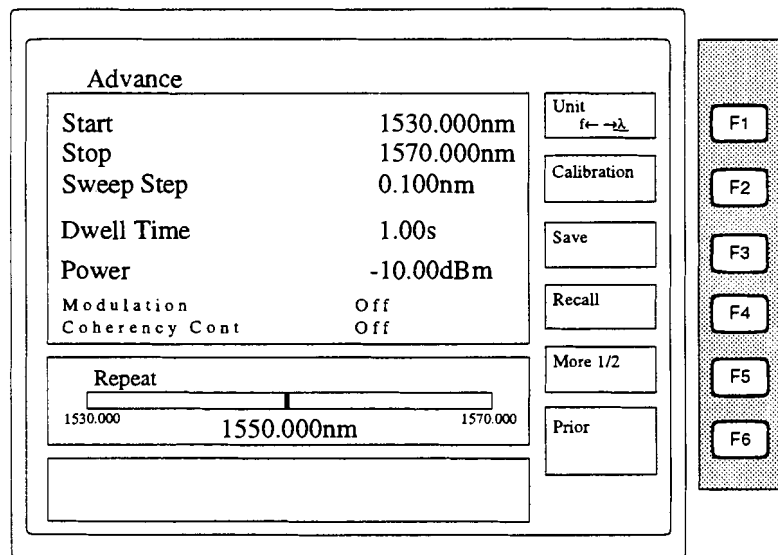 Advance
Start 1530.000nm
Stop 1570.000nm
Sweep Step 0.100nm
Dwell Time 1.00s
Power -10.00dBm
Modulation Off
Coherency Cont Off
Repeat
1530.000 1550.000nm 1570.000
Unit
f← →λ
Calibration
Save
Recall
More 1/2
Prior
F1
F2
F3
F4
F5
F6